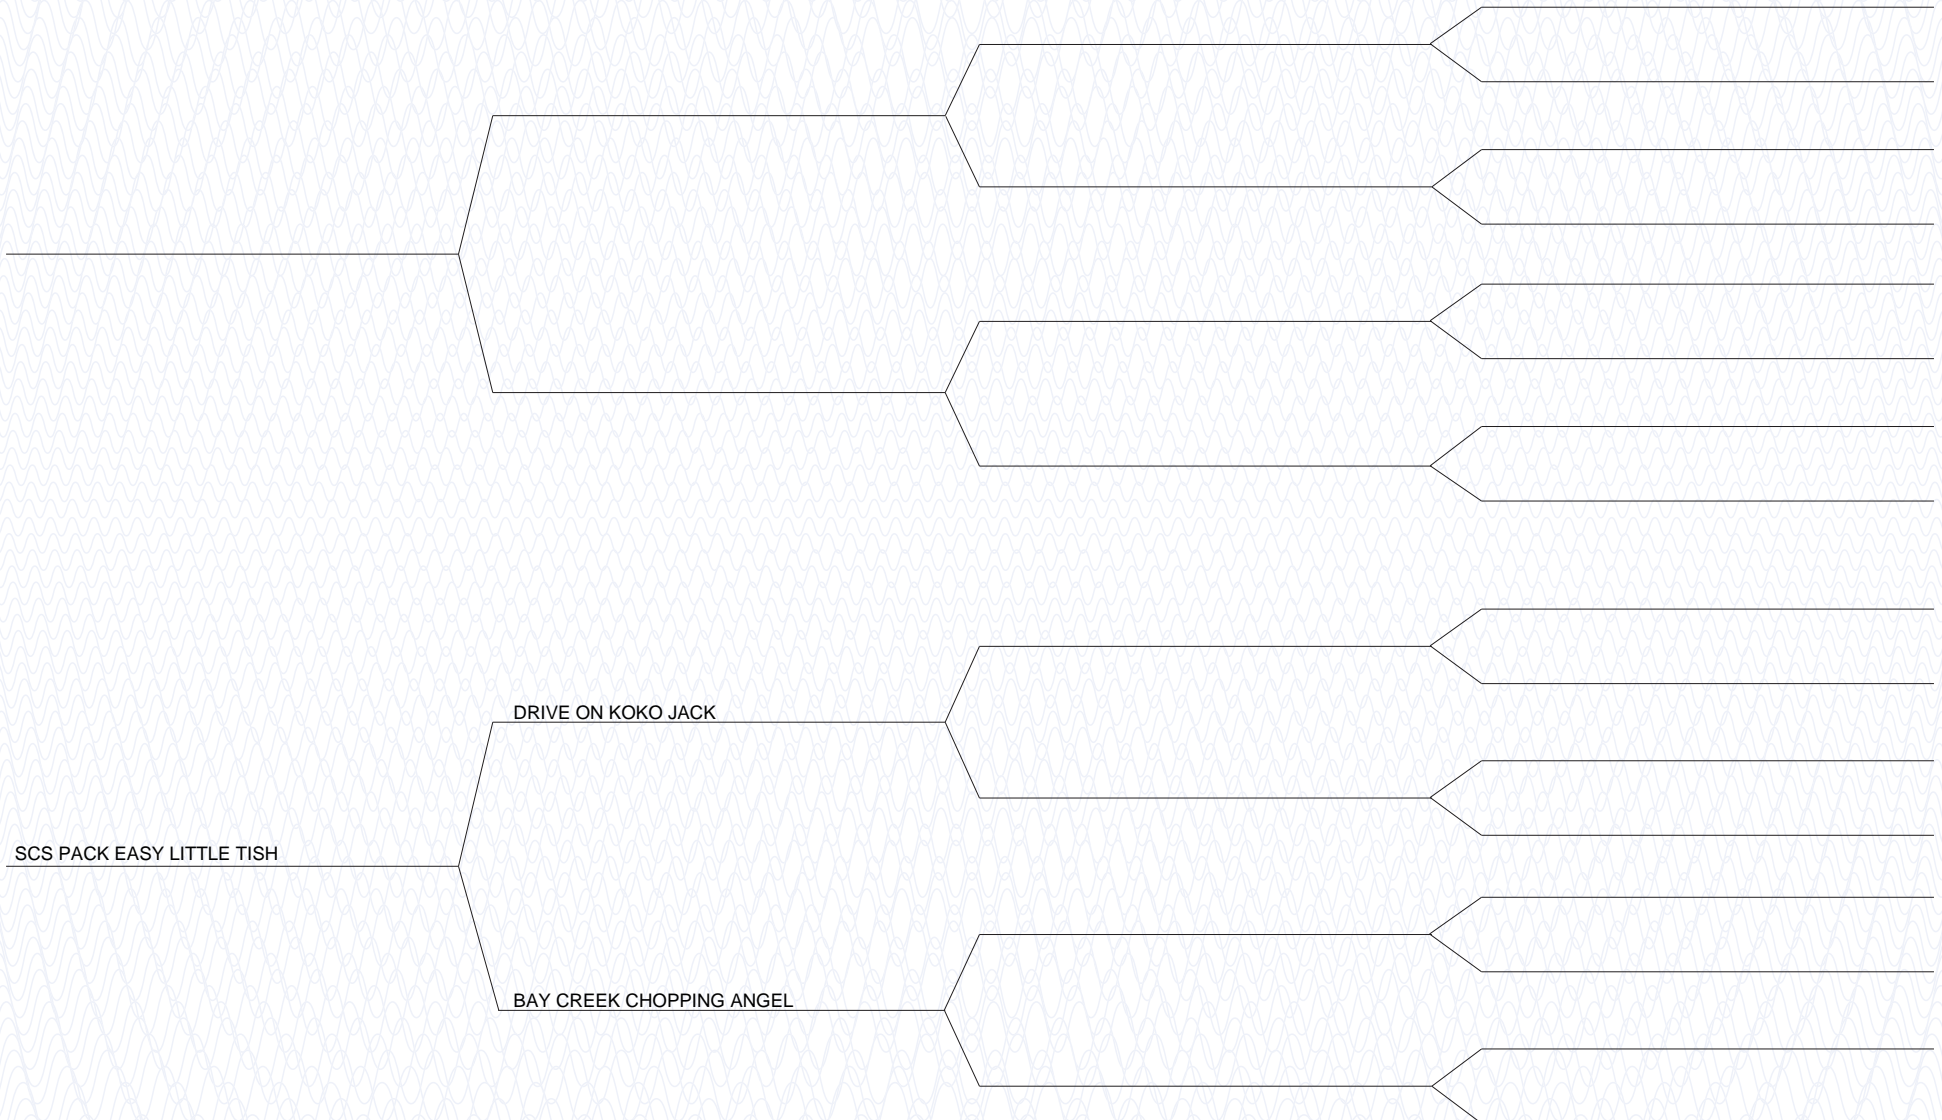 DRIVE ON KOKO JACK
SCS PACK EASY LITTLE TISH
BAY CREEK CHOPPING ANGEL